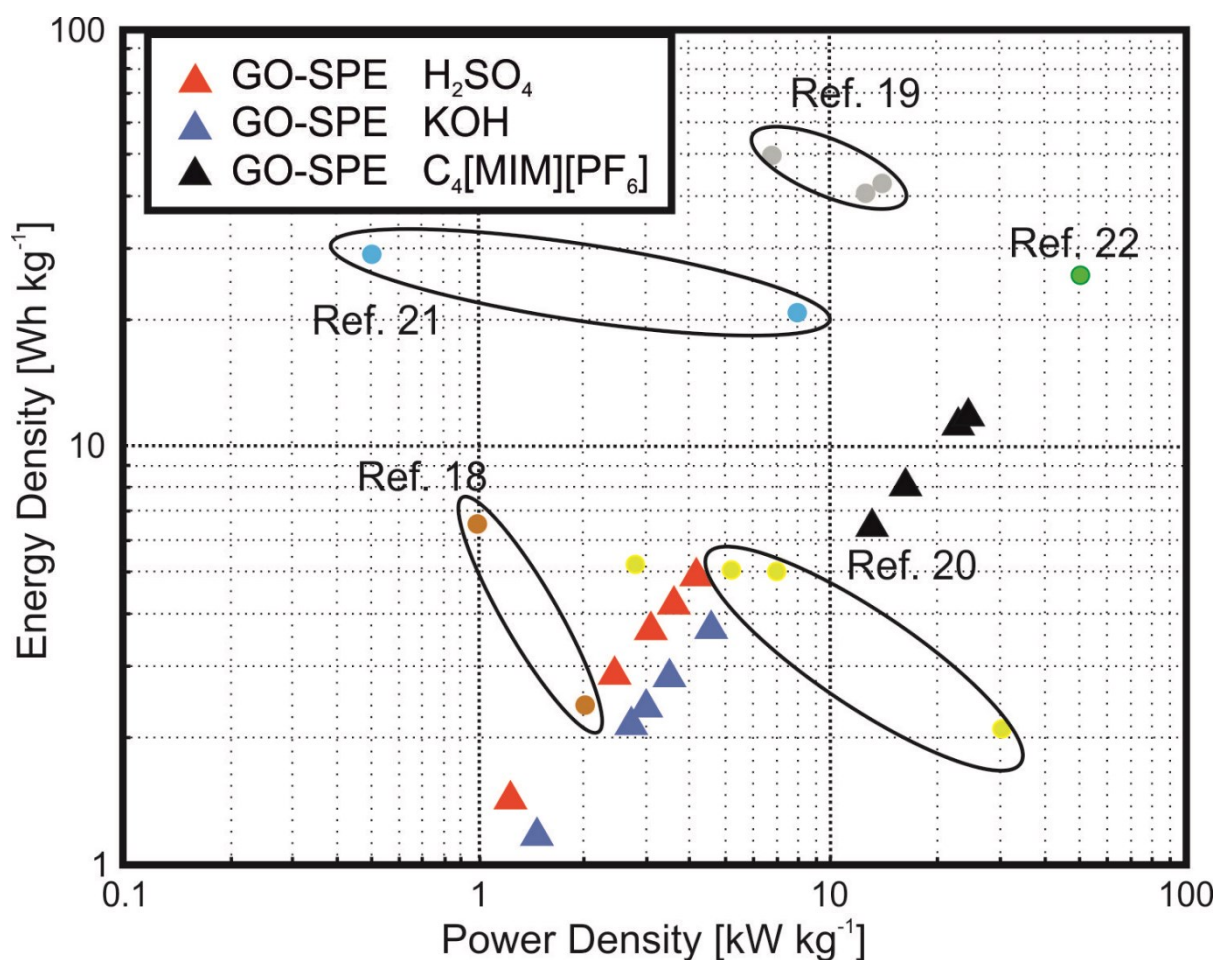 100
GO-SPE H₂SO₄
GO-SPE KOH
GO-SPE C₄[MIM][PF₆]
Ref. 19
Ref. 22
Ref. 21
10
Ref. 18
Ref. 20
1
0.1 1 10 100
Power Density [kW kg⁻¹]
Energy Density [Wh kg⁻¹]